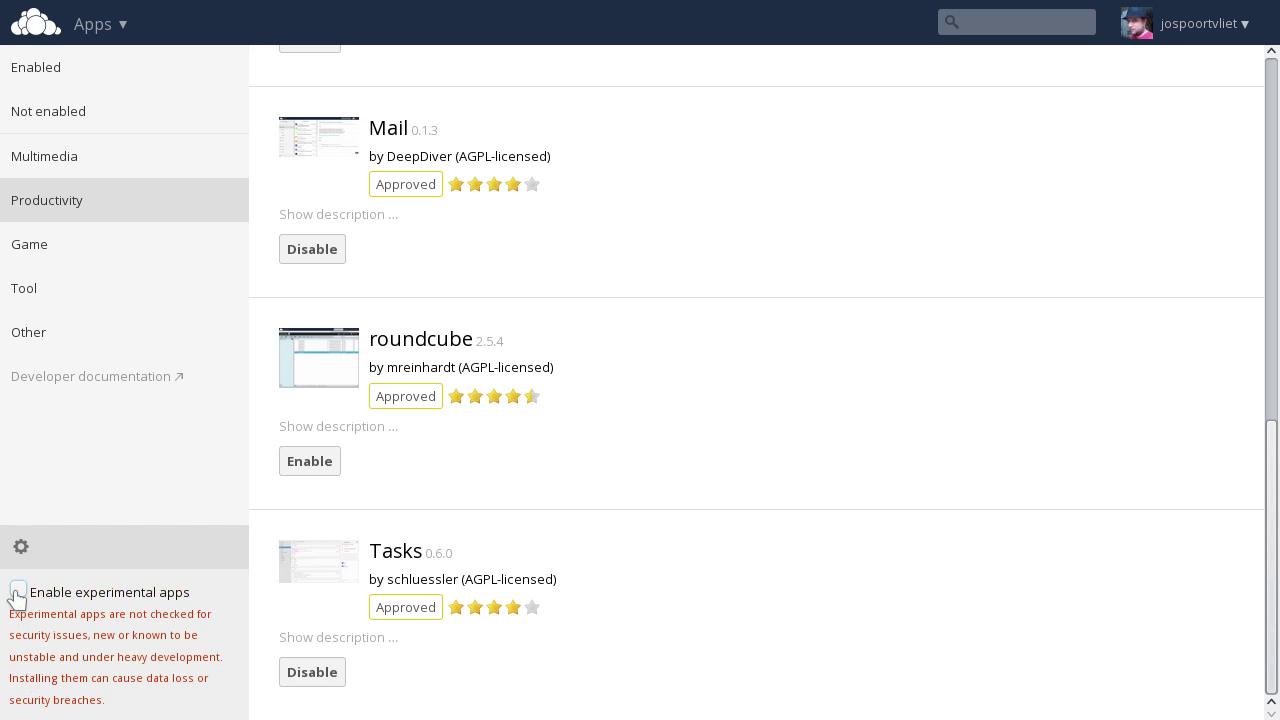 Apps ▼
jospoortvliet ▼
Enabled
Not enabled
Multimedia
Productivity
Game
Tool
Other
Developer documentation ↗
Enable experimental apps
Experimental apps are not checked for
security issues, new or known to be
unstable and under heavy development.
Installing them can cause data loss or
security breaches.
Mail 0.1.3
by DeepDiver (AGPL-licensed)
Approved
Show description ...
Disable
roundcube 2.5.4
by mreinhardt (AGPL-licensed)
Approved
Show description ...
Enable
Tasks 0.6.0
by schluessler (AGPL-licensed)
Approved
Show description ...
Disable